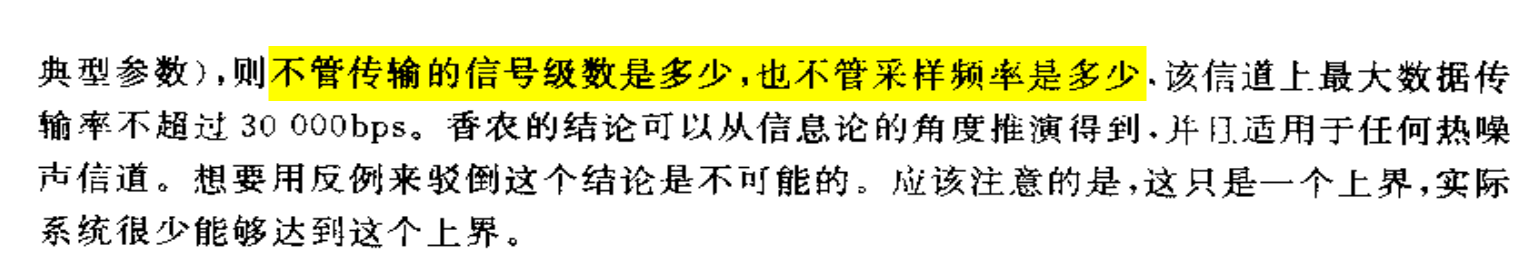 典型参数),则不管传输的信号级数是多少,也不管采样频率是多少,该信道上最大数据传
输率不超过 30 000bps。香农的结论可以从信息论的角度推演得到,并且适用于任何热噪
声信道。想要用反例来驳倒这个结论是不可能的。应该注意的是,这只是一个上界,实际
系统很少能够达到这个上界。